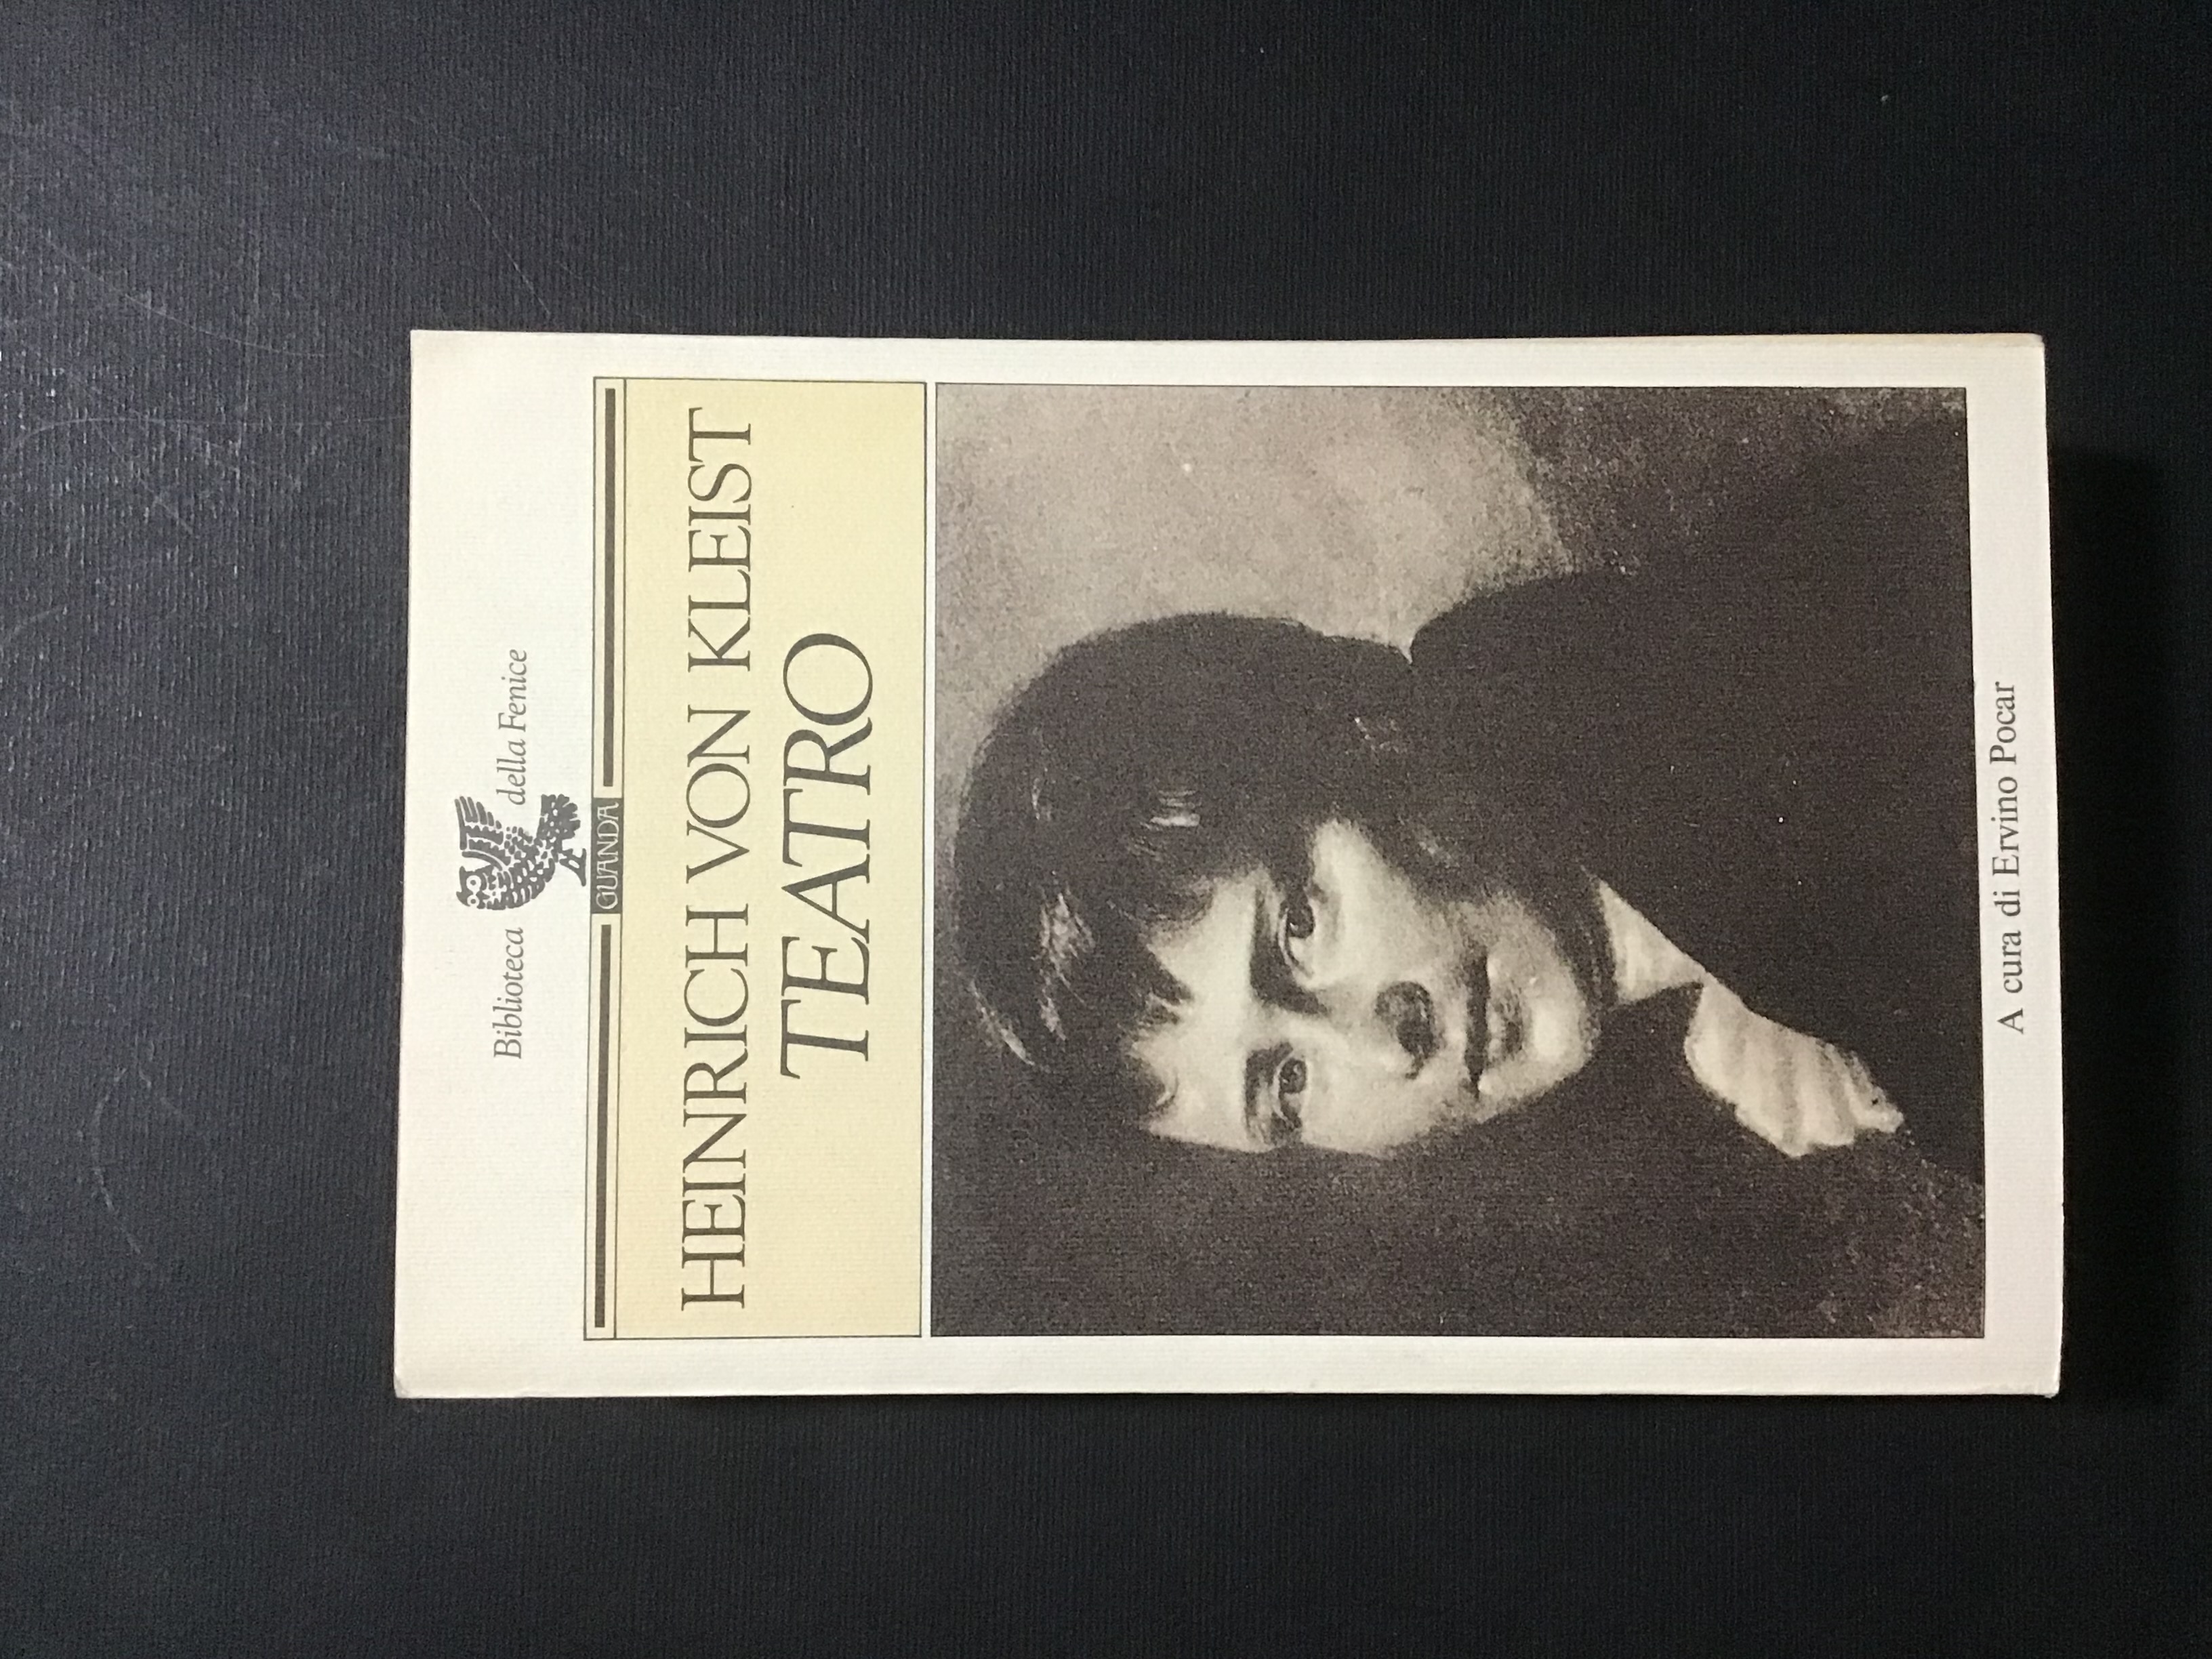 Biblioteca della Fenice
GUANDA
HEINRICH VON KLEIST
TEATRO
A cura di Ervino Pocar